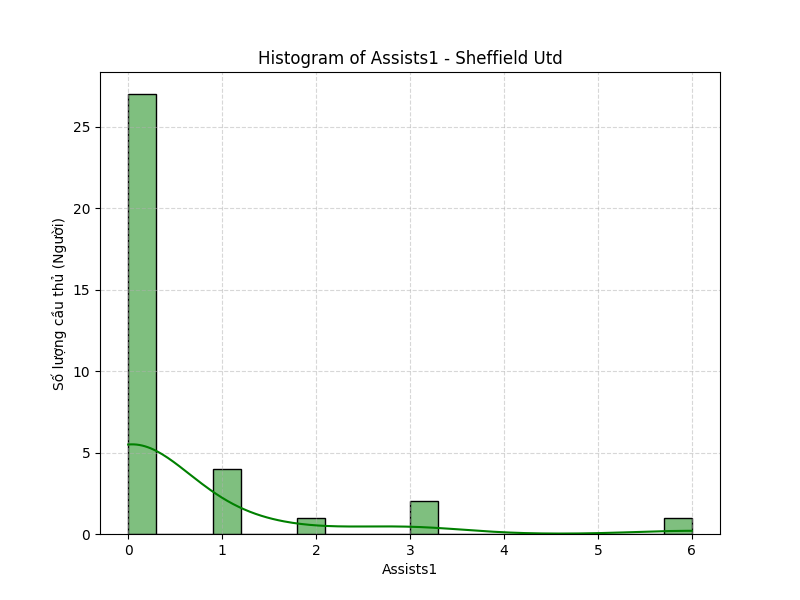 Histogram of Assists1 - Sheffield Utd
Số lượng cầu thủ (Người)
25
20
15
10
5
0
0 1 2 3 4 5 6
Assists1